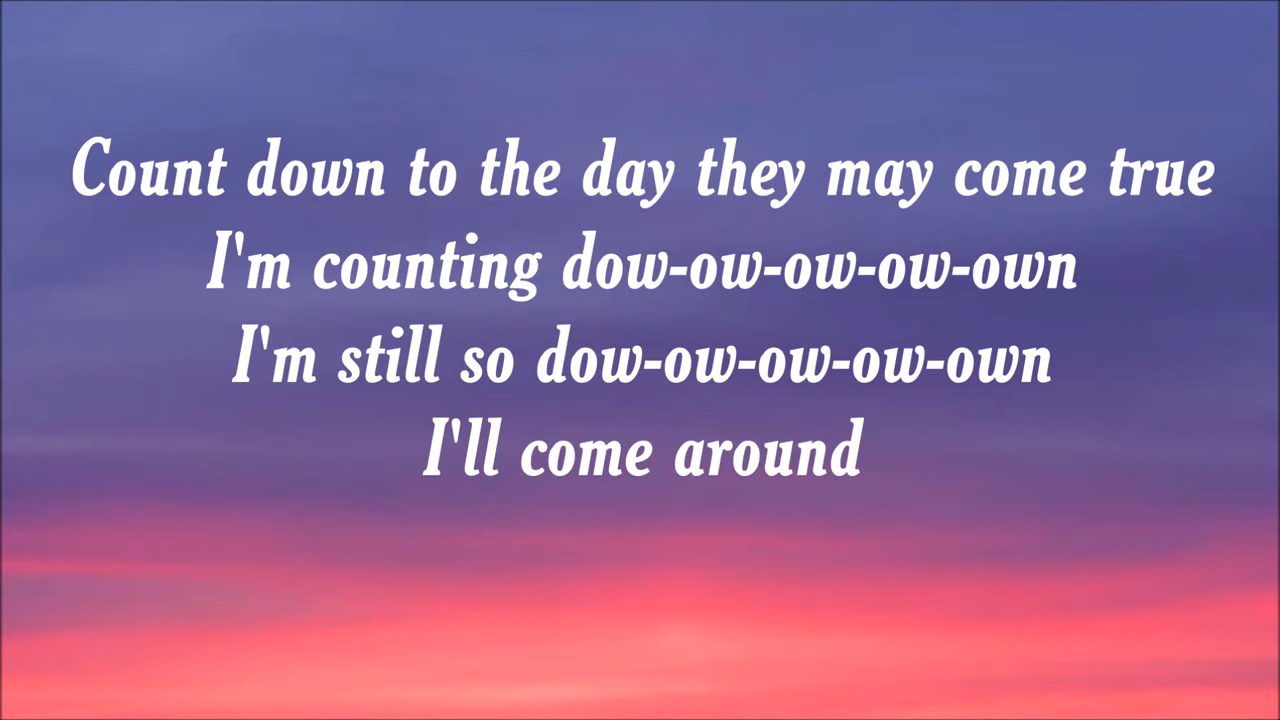 Count down to the day they may come true
I'm counting dow-ow-ow-ow-own
I'm still so dow-ow-ow-ow-own
I'll come around